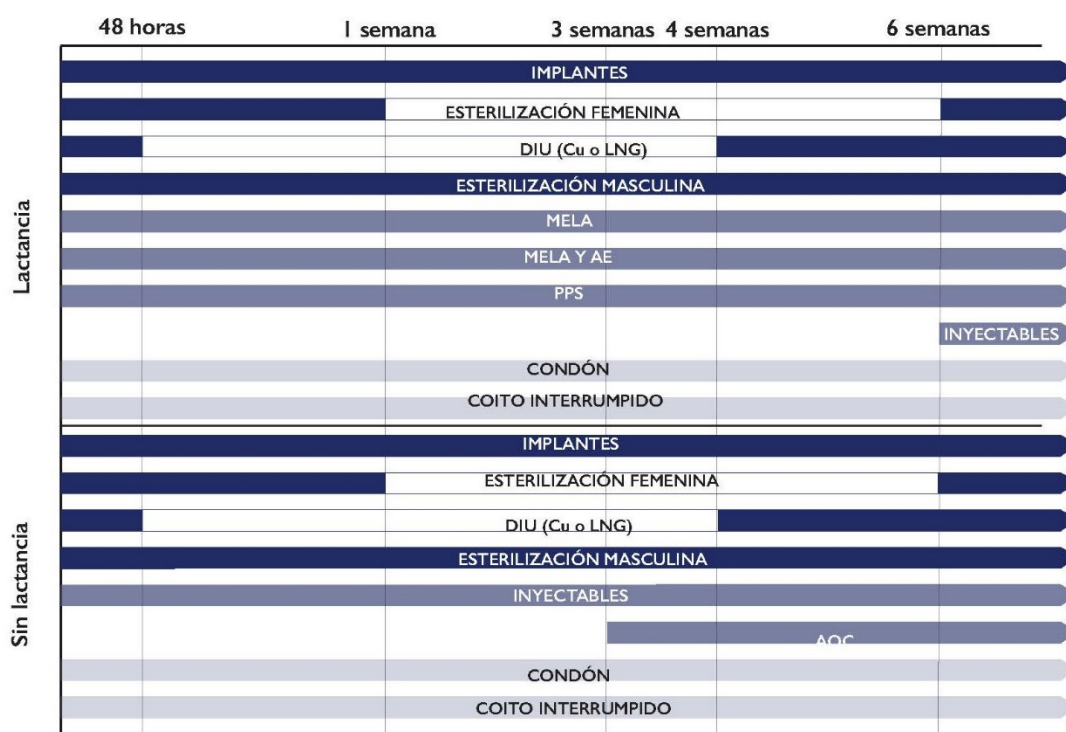 48 horas 1 semana 3 semanas 4 semanas 6 semanas
Lactancia
IMPLANTES
ESTERILIZACIÓN FEMENINA
DIU (Cu o LNG)
ESTERILIZACIÓN MASCULINA
MELA
MELA Y AE
PPS
INYECTABLES
CONDÓN
COITO INTERRUMPIDO
Sin lactancia
IMPLANTES
ESTERILIZACIÓN FEMENINA
DIU (Cu o LNG)
ESTERILIZACIÓN MASCULINA
INYECTABLES
AOC
CONDÓN
COITO INTERRUMPIDO